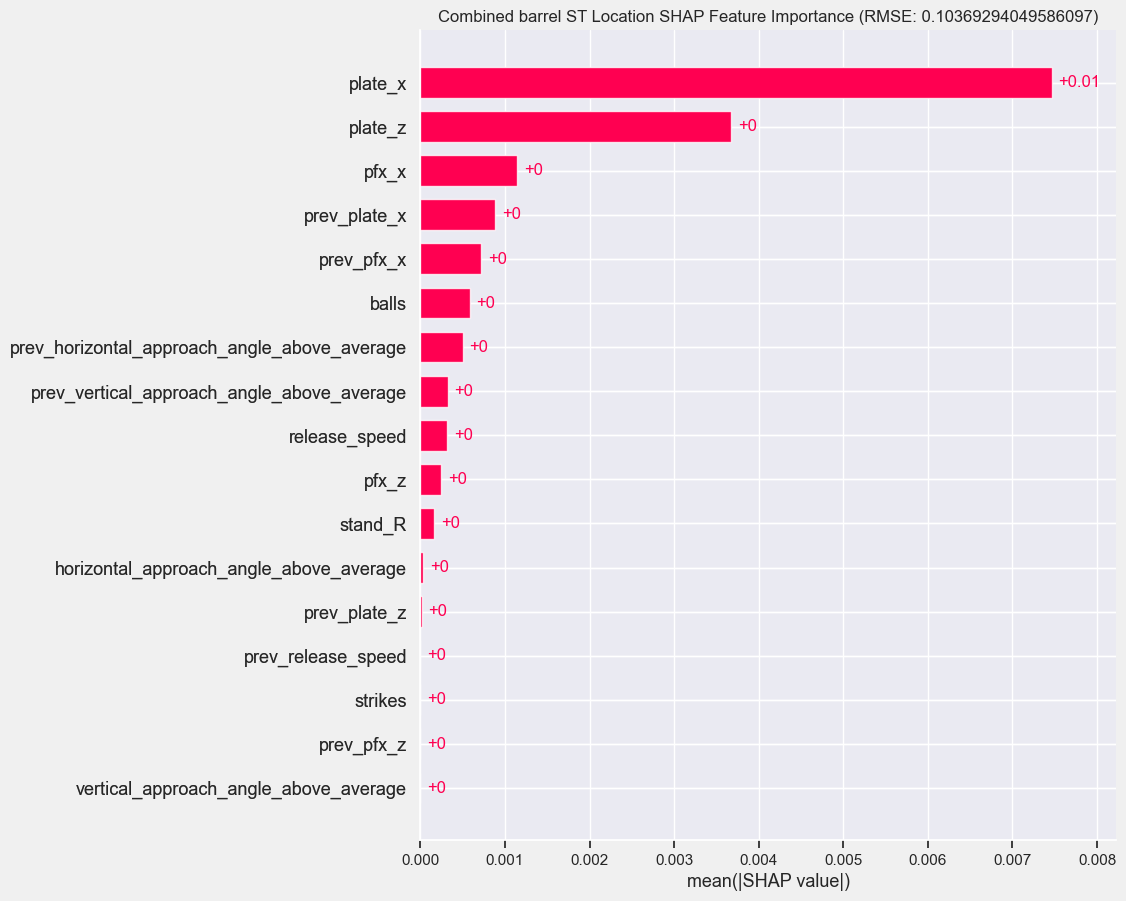 Combined barrel ST Location SHAP Feature Importance (RMSE: 0.10369294049586097)
plate_x +0.01
plate_z +0
pfx_x +0
prev_plate_x +0
prev_pfx_x +0
balls +0
prev_horizontal_approach_angle_above_average +0
prev_vertical_approach_angle_above_average +0
release_speed +0
pfx_z +0
stand_R +0
horizontal_approach_angle_above_average +0
prev_plate_z +0
prev_release_speed +0
strikes +0
prev_pfx_z +0
vertical_approach_angle_above_average +0
0.000 0.001 0.002 0.003 0.004 0.005 0.006 0.007 0.008
mean(|SHAP value|)